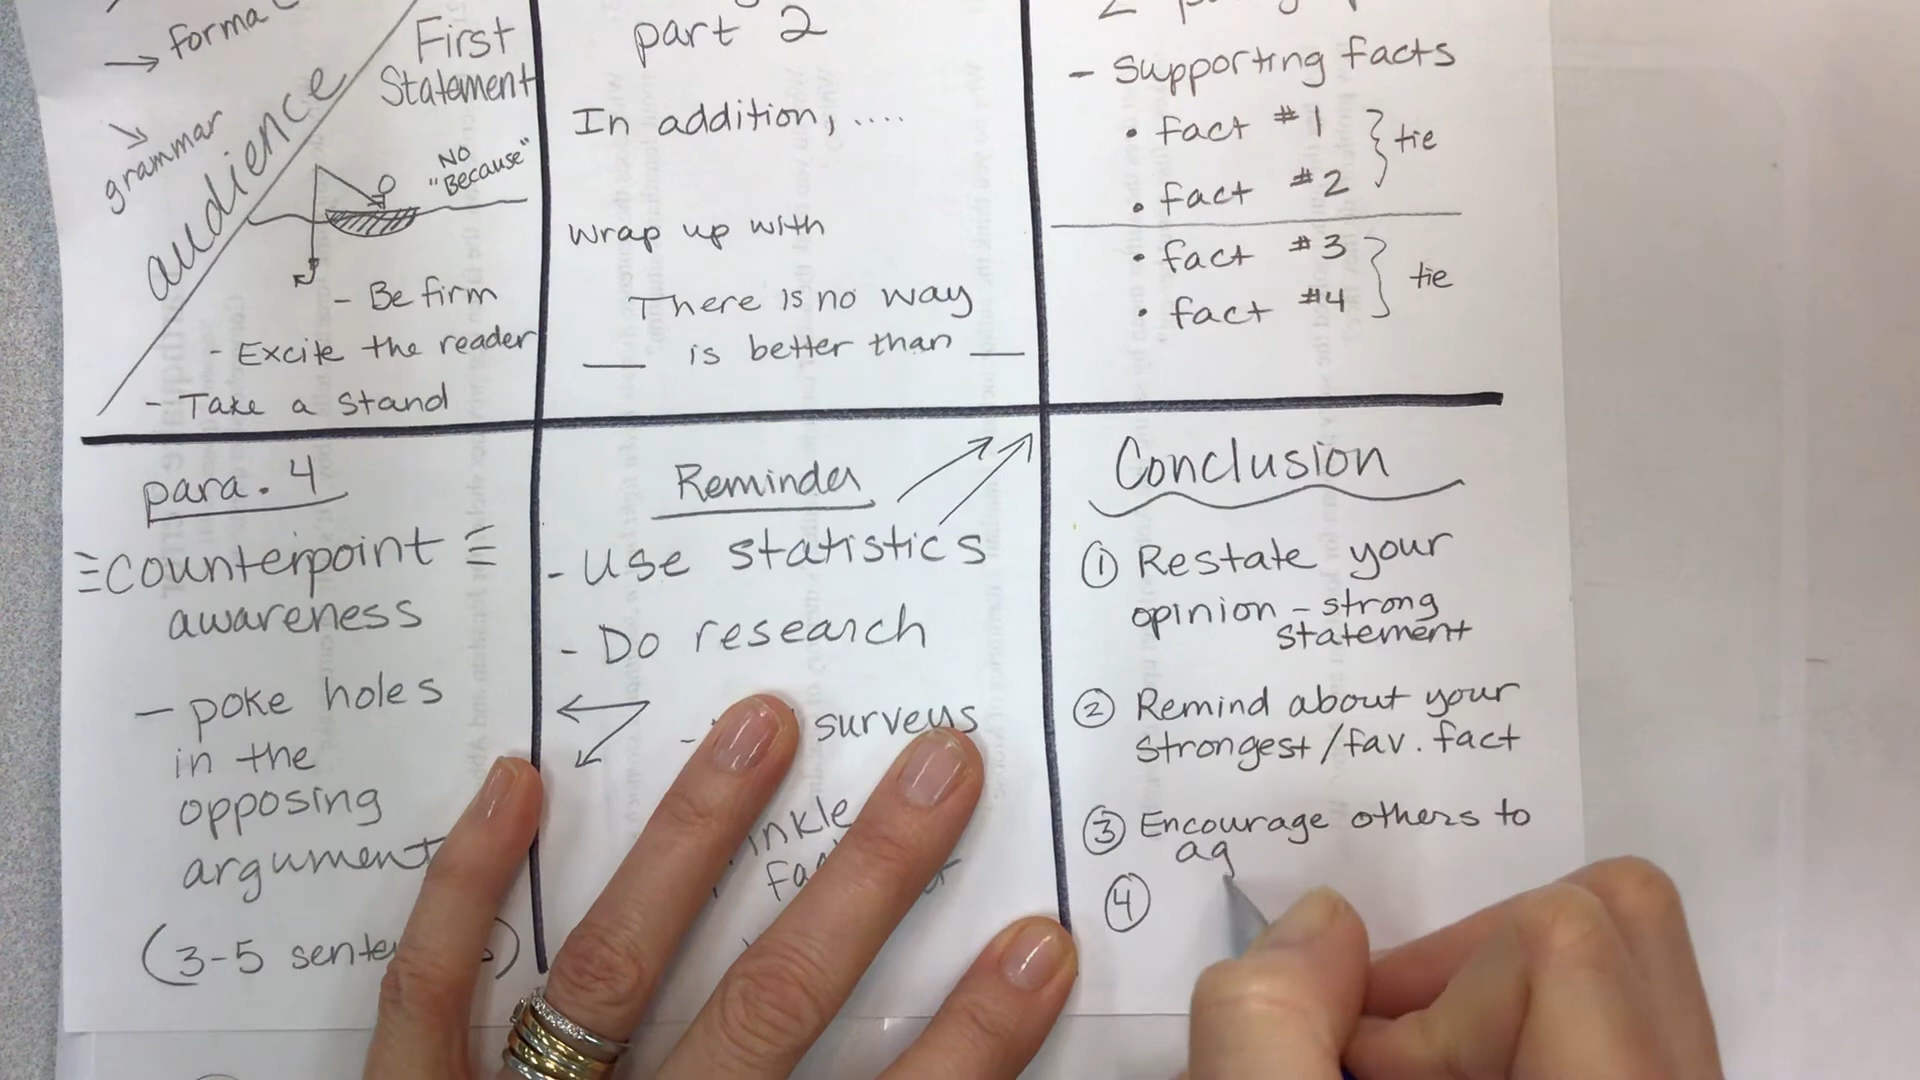 → forma
→
grammar
audience
First
Statement
NO
"Because"
- Be firm
- Excite the reader
- Take a stand
part 2
In addition, ....
wrap up with
There is no way
___ is better than ___
- supporting facts
• fact #1 } tie
• fact #2
• fact #3 } tie
• fact #4
para. 4
Counterpoint
awareness
- poke holes
in the
opposing
argument
(3-5 sente
Reminder
- Use statistics
- Do research
- surveys
inkle
Conclusion
① Restate your
opinion - strong
statement
② Remind about your
strongest/fav. fact
③ Encourage others to
ag
④